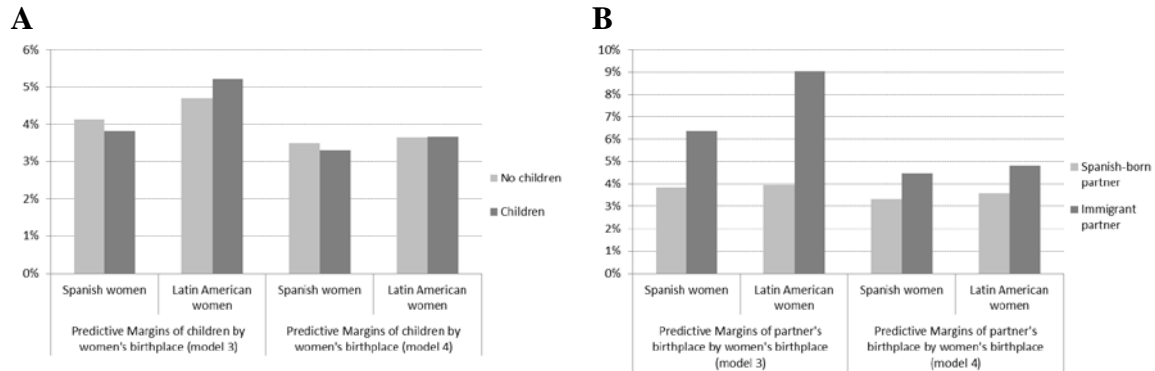 A
6%
5%
4%
3%
2%
1%
0%
Spanish women
Latin American
women
Spanish women
Latin American
women
Predictive Margins of children by
women's birthplace (model 3)
Predictive Margins of children by
women's birthplace (model 4)
No children
Children
B
10%
9%
8%
7%
6%
5%
4%
3%
2%
1%
0%
Spanish women
Latin American
women
Spanish women
Latin American
women
Predictive Margins of partner's
birthplace by women's birthplace
(model 3)
Predictive Margins of partner's
birthplace by women's birthplace
(model 4)
Spanish-born
partner
Immigrant
partner